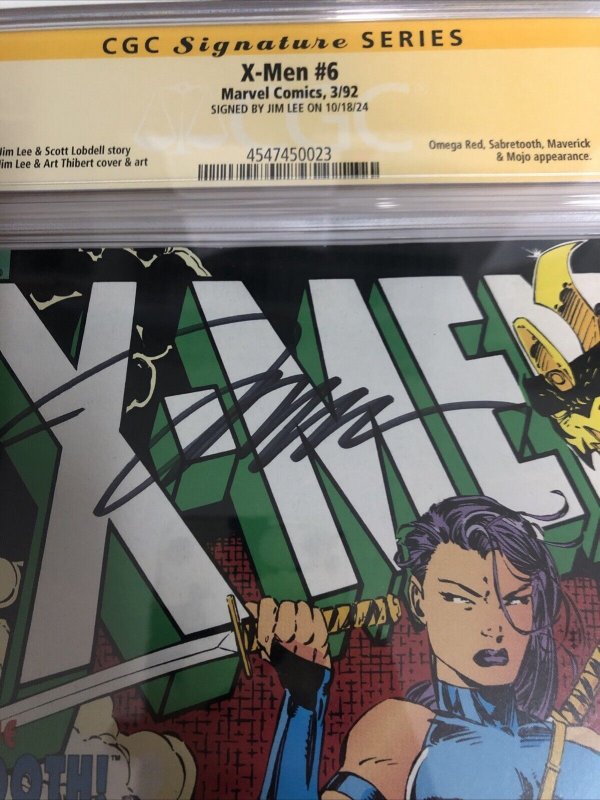 CGC Signature SERIES
X-Men #6
Marvel Comics, 3/92
SIGNED BY JIM LEE ON 10/18/24
Jim Lee & Scott Lobdell story
Jim Lee & Art Thibert cover & art
4547450023
Omega Red, Sabretooth, Maverick
& Mojo appearance.
X-MEN
OOTH!